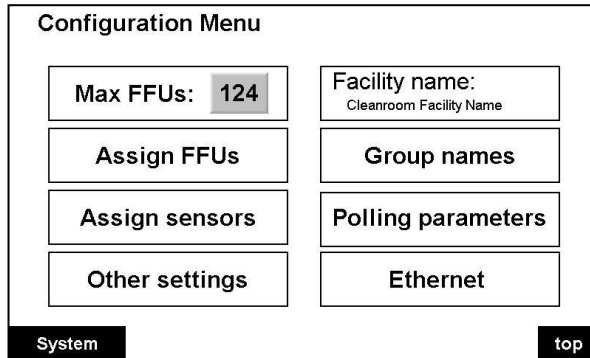 Configuration Menu
Max FFUs: 124
Facility name:
Cleanroom Facility Name
Assign FFUs
Group names
Assign sensors
Polling parameters
Other settings
Ethernet
System
top